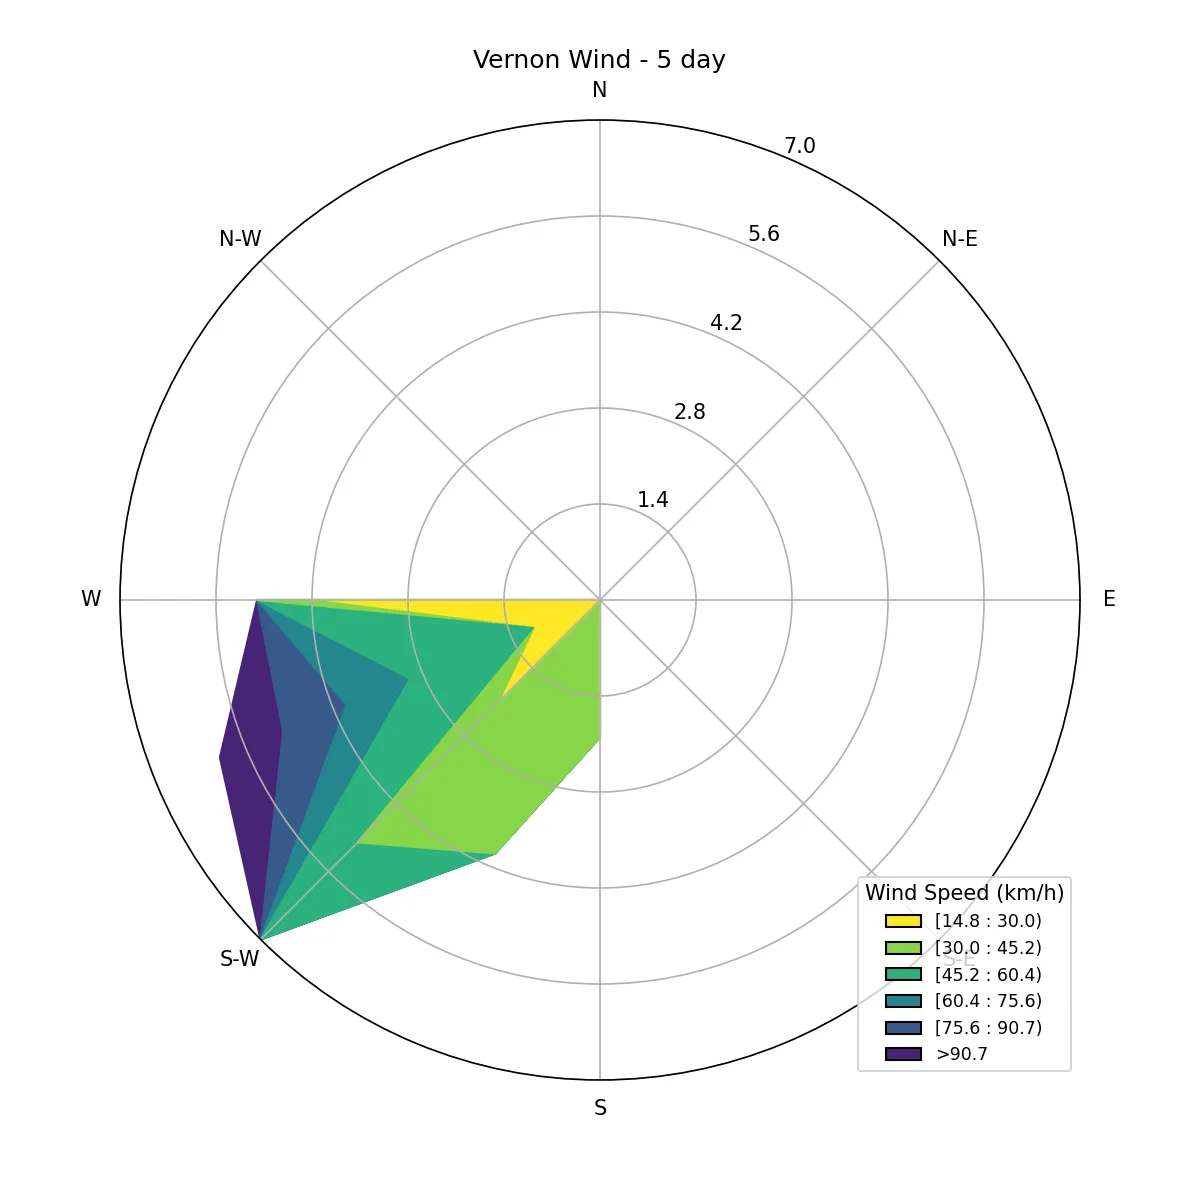 Vernon Wind - 5 day
N
7.0
N-W
5.6
N-E
4.2
2.8
1.4
W
E
Wind Speed (km/h)
[14.8 : 30.0)
[30.0 : 45.2)
S-W
S-E
[45.2 : 60.4)
[60.4 : 75.6)
[75.6 : 90.7)
>90.7
S